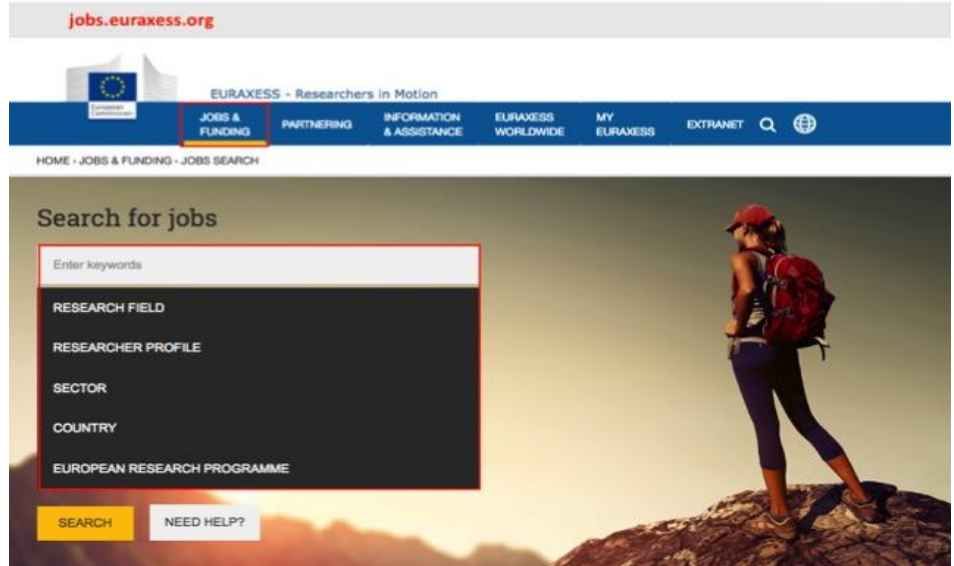 jobs.euraxess.org
European
Commission
EURAXESS - Researchers in Motion
JOBS &
FUNDING
PARTNERING
INFORMATION
& ASSISTANCE
EURAXESS
WORLDWIDE
MY
EURAXESS
EXTRANET
HOME › JOBS & FUNDING › JOBS SEARCH
Search for jobs
Enter keywords
RESEARCH FIELD
RESEARCHER PROFILE
SECTOR
COUNTRY
EUROPEAN RESEARCH PROGRAMME
SEARCH
NEED HELP?